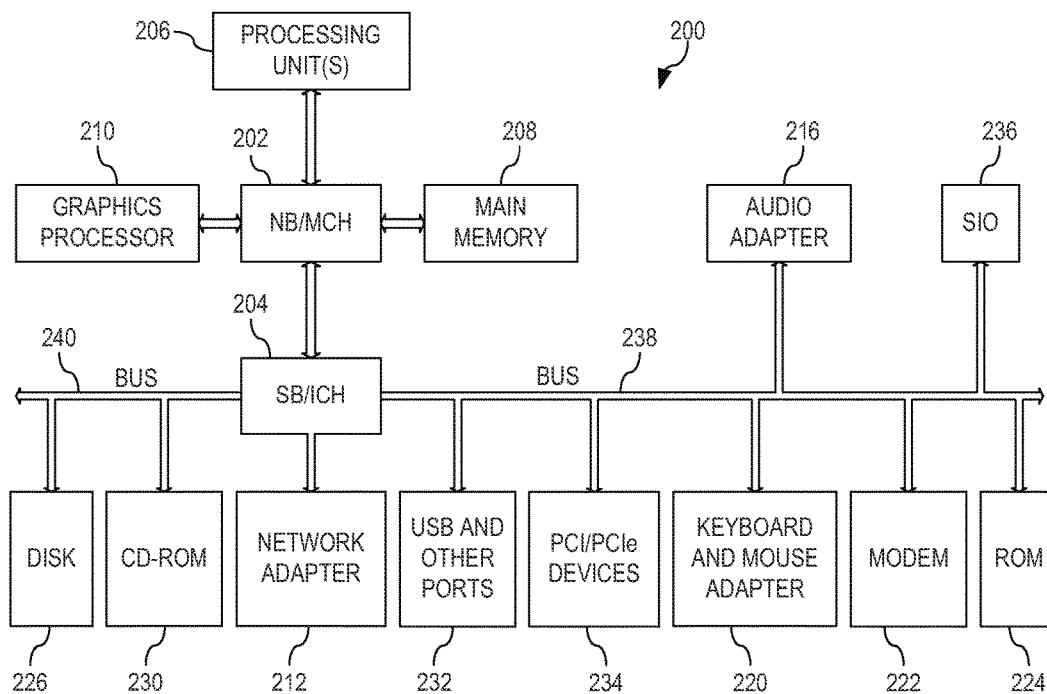 206
PROCESSING
UNIT(S)
200
210
202
208
216
236
GRAPHICS
PROCESSOR
NB/MCH
MAIN
MEMORY
AUDIO
ADAPTER
SIO
204
240
238
BUS
BUS
SB/ICH
DISK
CD-ROM
NETWORK
ADAPTER
USB AND
OTHER
PORTS
PCI/PCIe
DEVICES
KEYBOARD
AND MOUSE
ADAPTER
MODEM
ROM
226
230
212
232
234
220
222
224